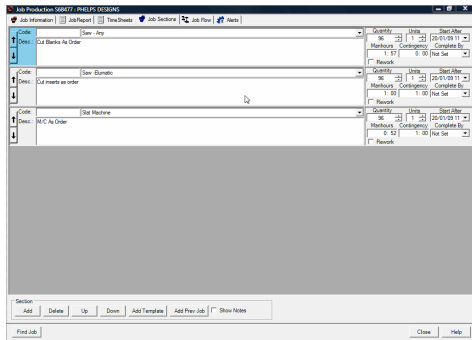 Job Production 568477 : PHELPS DESIGNS
Job Information JobReport TimeSheets Job Sections Job Flow Alerts
Code: Saw - Any
Desc.: Cut Blanks As Order
Quantity Units Start After
96 1 20/01/09 11
Manhours Contingency Complete By
1: 57 0: 00 Not Set
Rework
Code: Saw -Elumatic
Desc.: Cut inserts as order
Quantity Units Start After
96 1 20/01/09 11
Manhours Contingency Complete By
1: 00 1: 00 Not Set
Rework
Code: Slat Machine
Desc.: M/C As Order
Quantity Units Start After
96 1 20/01/09 11
Manhours Contingency Complete By
0: 52 1: 00 Not Set
Rework
Section
Add Delete Up Down Add Template Add Prev Job Show Notes
Find Job Close Help